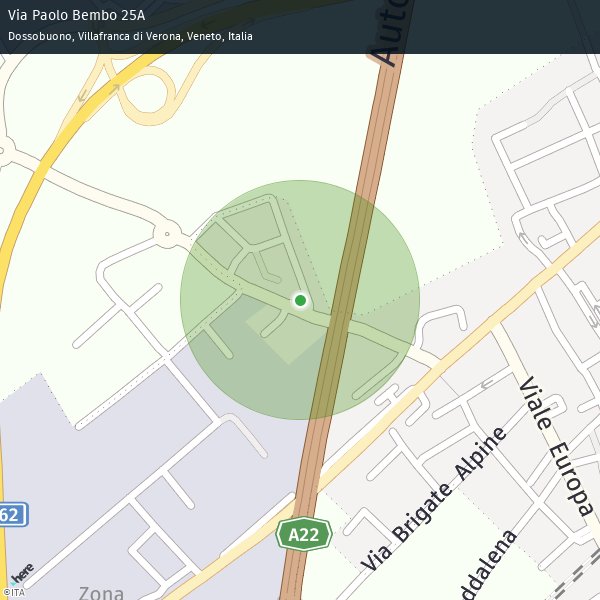 Via Paolo Bembo 25A
Dossobuono, Villafranca di Verona, Veneto, Italia
Auto
Viale Europa
Via Brigate Alpine
62
A22
ddalena
here
Zona
©ITA